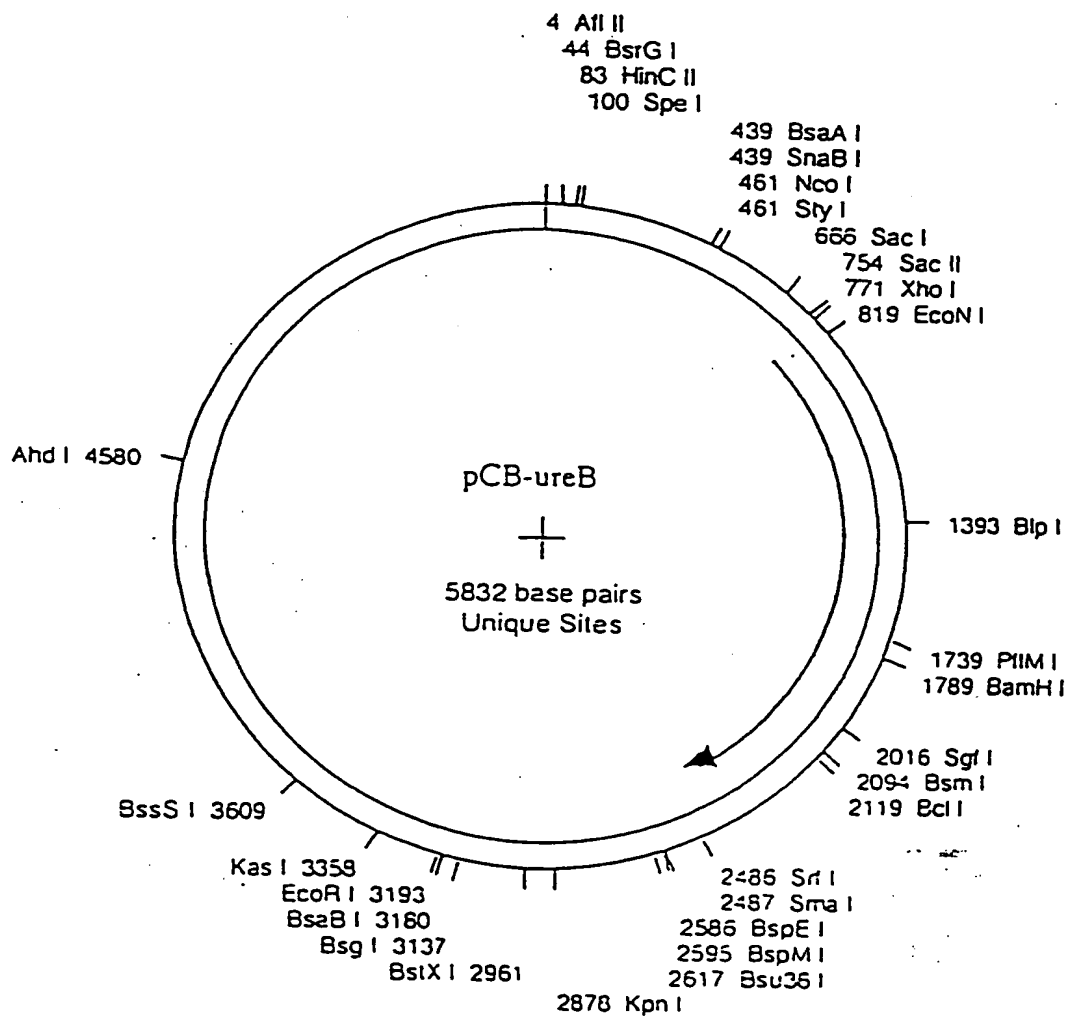 4 Afl II
44 BsrG I
83 HinC II
100 Spe I
439 BsaA I
439 SnaB I
461 Nco I
461 Sty I
666 Sac I
754 Sac II
771 Xho I
819 EcoN I
Ahd I 4580
pCB-ureB
5832 base pairs
Unique Sites
1393 Blp I
1739 PflM I
1789 BamH I
2016 Sgf I
2094 Bsm I
2119 Bcl I
BssS I 3609
Kas I 3358
EcoR I 3193
BsaB I 3180
Bsg I 3137
BstX I 2961
2486 Srf I
2487 Sma I
2586 BspE I
2595 BspM I
2617 Bsu36 I
2878 Kpn I